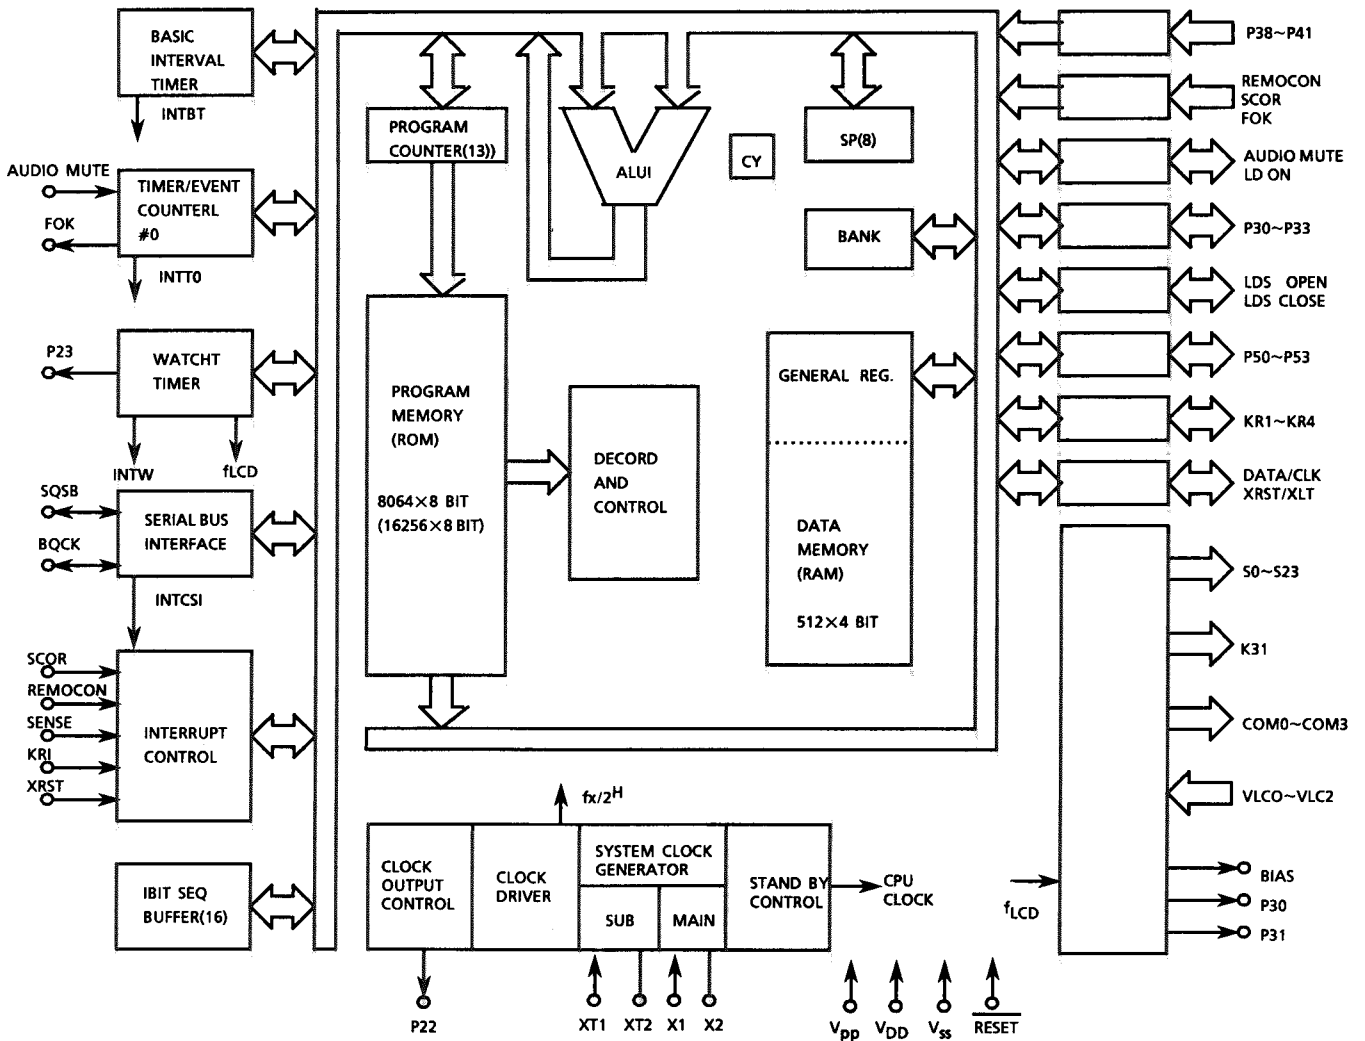 BASIC
INTERVAL
TIMER
INTBT
AUDIO MUTE
FOK
TIMER/EVENT
COUNTERL
#0
INTT0
P23
WATCHT
TIMER
INTW
fLCD
SQSB
BQCK
SERIAL BUS
INTERFACE
INTCSI
SCOR
REMOCON
SENSE
KRI
XRST
INTERRUPT
CONTROL
IBIT SEQ
BUFFER(16)
PROGRAM
COUNTER(13))
ALUI
CY
SP(8)
BANK
PROGRAM
MEMORY
(ROM)
8064×8 BIT
(16256×8 BIT)
DECORD
AND
CONTROL
GENERAL REG.
DATA
MEMORY
(RAM)
512×4 BIT
fx/2H
CLOCK
OUTPUT
CONTROL
CLOCK
DRIVER
SYSTEM CLOCK
GENERATOR
SUB
MAIN
STAND BY
CONTROL
CPU
CLOCK
P22
XT1
XT2
X1
X2
Vpp
VDD
Vss
RESET
P38~P41
REMOCON
SCOR
FOK
AUDIO MUTE
LD ON
P30~P33
LDS OPEN
LDS CLOSE
P50~P53
KR1~KR4
DATA/CLK
XRST/XLT
S0~S23
K31
COM0~COM3
VLCO~VLC2
fLCD
BIAS
P30
P31